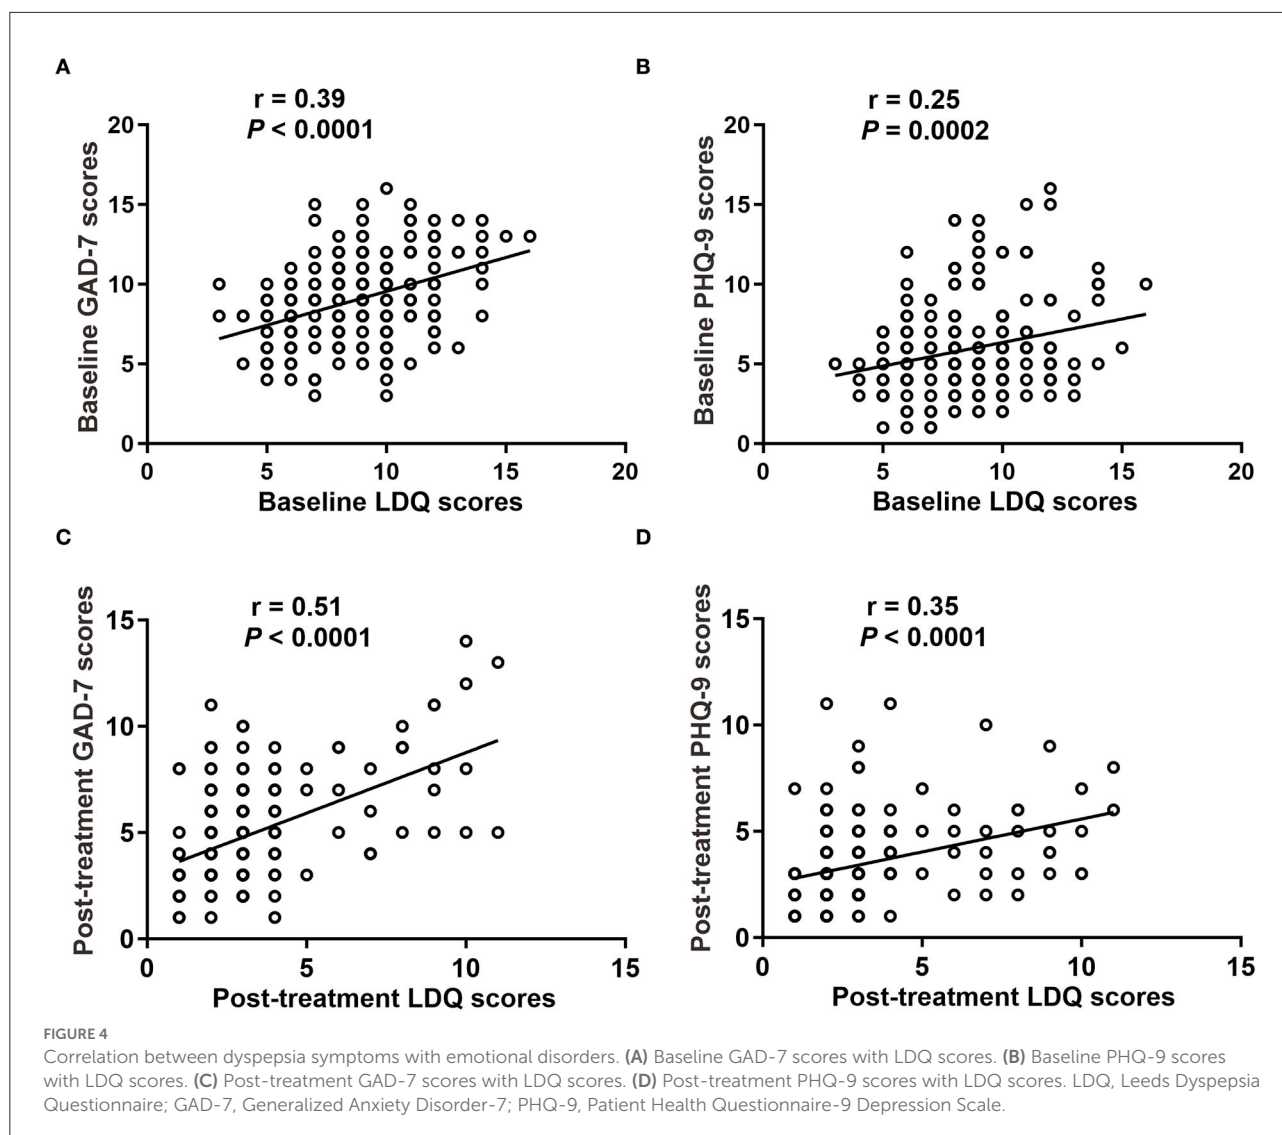 A
r = 0.39
P < 0.0001
Baseline GAD-7 scores
20
15
10
5
0
0 5 10 15 20
Baseline LDQ scores
B
r = 0.25
P = 0.0002
Baseline PHQ-9 scores
20
15
10
5
0
0 5 10 15 20
Baseline LDQ scores
C
r = 0.51
P < 0.0001
Post-treatment GAD-7 scores
15
10
5
0
0 5 10 15
Post-treatment LDQ scores
D
r = 0.35
P < 0.0001
Post-treatment PHQ-9 scores
15
10
5
0
0 5 10 15
Post-treatment LDQ scores
FIGURE 4
Correlation between dyspepsia symptoms with emotional disorders. (A) Baseline GAD-7 scores with LDQ scores. (B) Baseline PHQ-9 scores
with LDQ scores. (C) Post-treatment GAD-7 scores with LDQ scores. (D) Post-treatment PHQ-9 scores with LDQ scores. LDQ, Leeds Dyspepsia
Questionnaire; GAD-7, Generalized Anxiety Disorder-7; PHQ-9, Patient Health Questionnaire-9 Depression Scale.